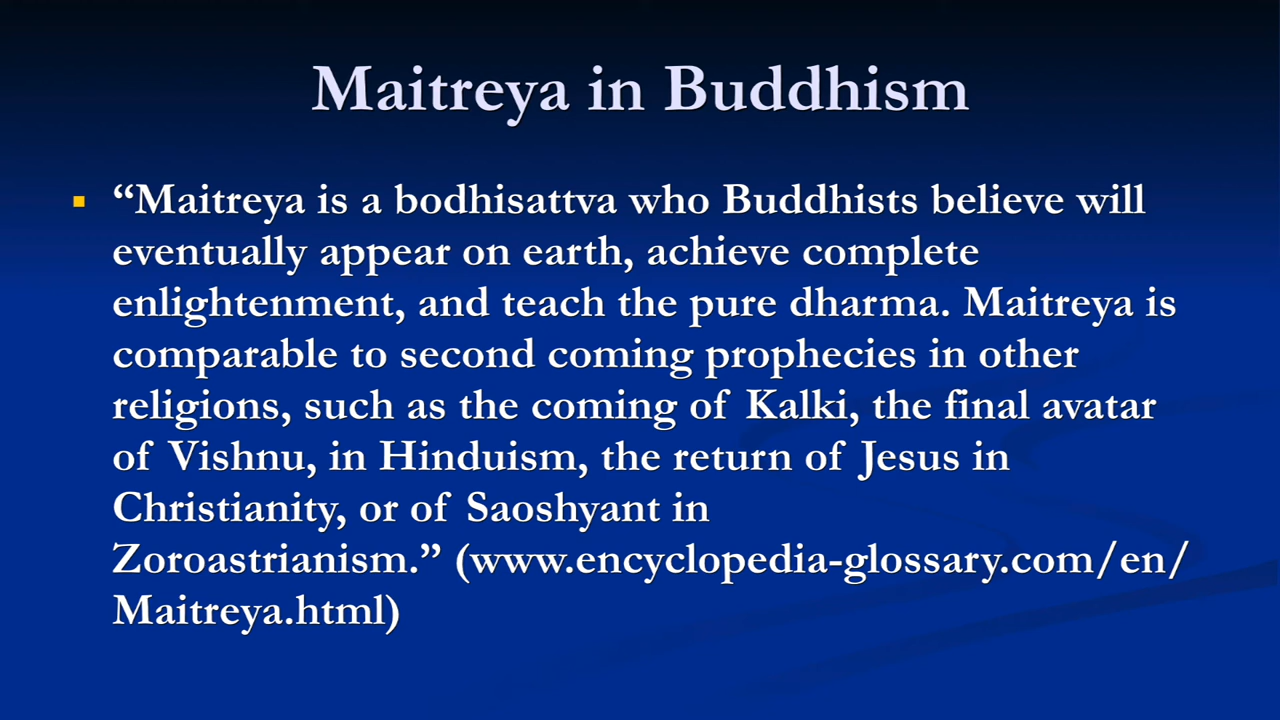 Maitreya in Buddhism
“Maitreya is a bodhisattva who Buddhists believe will
eventually appear on earth, achieve complete
enlightenment, and teach the pure dharma. Maitreya is
comparable to second coming prophecies in other
religions, such as the coming of Kalki, the final avatar
of Vishnu, in Hinduism, the return of Jesus in
Christianity, or of Saoshyant in
Zoroastrianism.” (www.encyclopedia-glossary.com/en/
Maitreya.html)